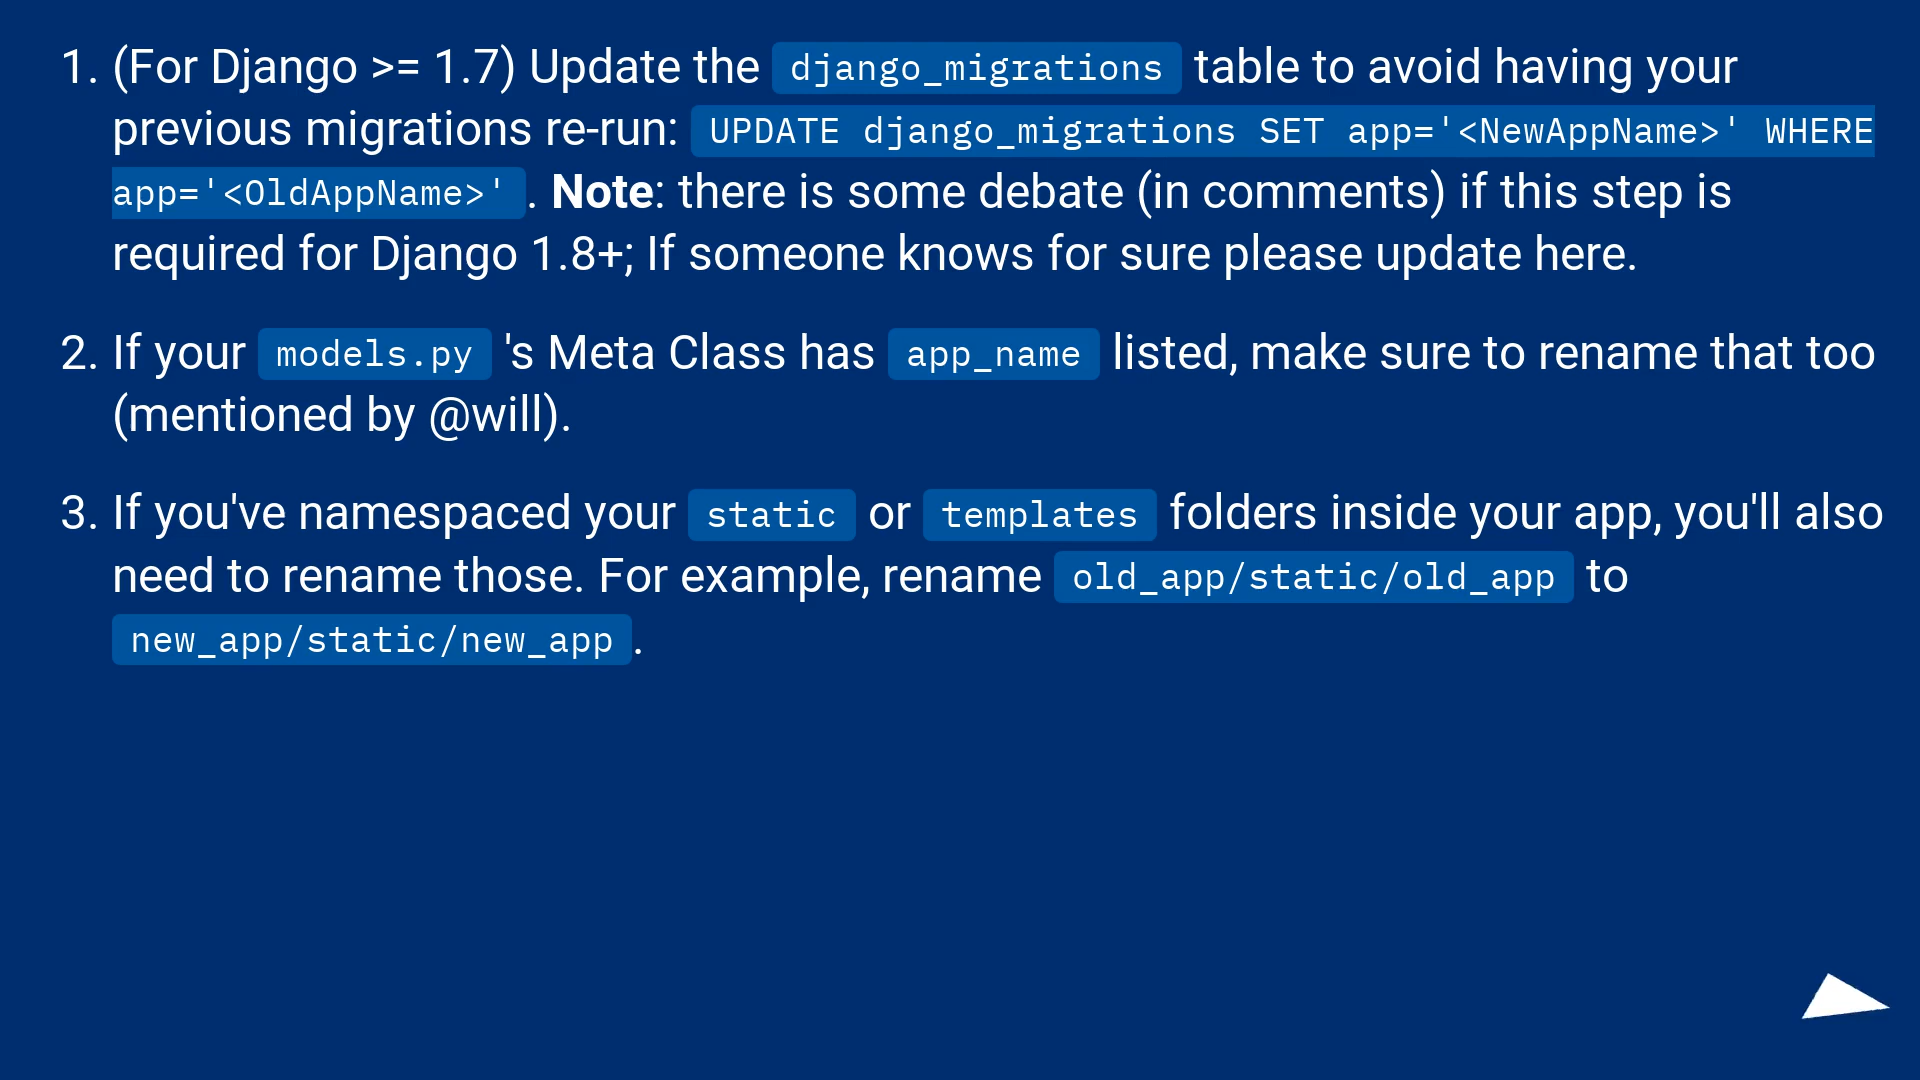 1. (For Django >= 1.7) Update the django_migrations table to avoid having your
previous migrations re-run: UPDATE django_migrations SET app='<NewAppName>' WHERE
app='<OldAppName>' . Note: there is some debate (in comments) if this step is
required for Django 1.8+; If someone knows for sure please update here.
2. If your models.py 's Meta Class has app_name listed, make sure to rename that too
(mentioned by @will).
3. If you've namespaced your static or templates folders inside your app, you'll also
need to rename those. For example, rename old_app/static/old_app to
new_app/static/new_app .